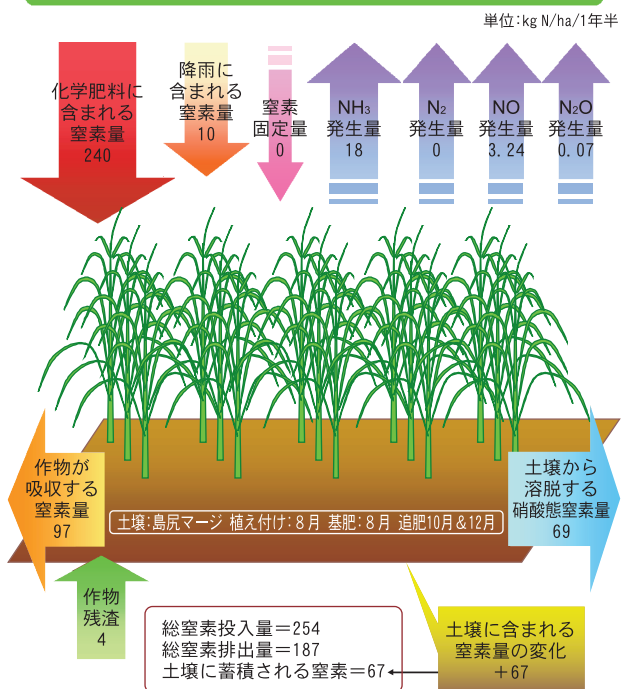 単位:kg N/ha/1年半
化学肥料に
含まれる
窒素量
240
降雨に
含まれる
窒素量
10
窒素
固定量
0
NH₃
発生量
18
N₂
発生量
0
NO
発生量
3.24
N₂O
発生量
0.07
作物が
吸収する
窒素量
97
土壌:島尻マージ 植え付け:8月 基肥:8月 追肥10月&12月
土壌から
溶脱する
硝酸態窒素量
69
作物
残渣
4
総窒素投入量=254
総窒素排出量=187
土壌に蓄積される窒素=67
土壌に含まれる
窒素量の変化
+67